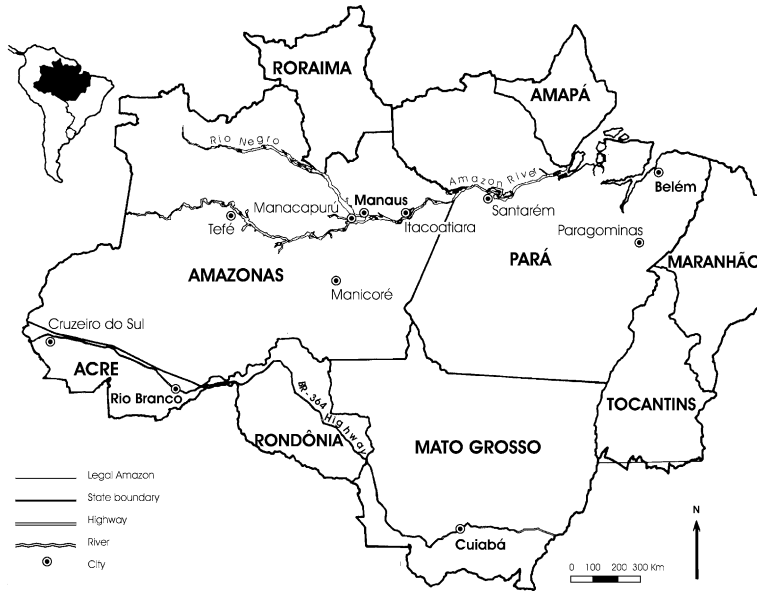 RORAIMA
AMAPÁ
Rio Negro
Amazon River
Belém
Manacapurú
Manaus
Santarém
Tefé
Itacoatiara
Paragominas
AMAZONAS
PARÁ
MARANHÃO
Manicoré
Cruzeiro do Sul
ACRE
Rio Branco
BR-364 Highway
TOCANTINS
RONDÔNIA
MATO GROSSO
Legal Amazon
State boundary
Highway
River
City
Cuiabá
N
0 100 200 300 Km